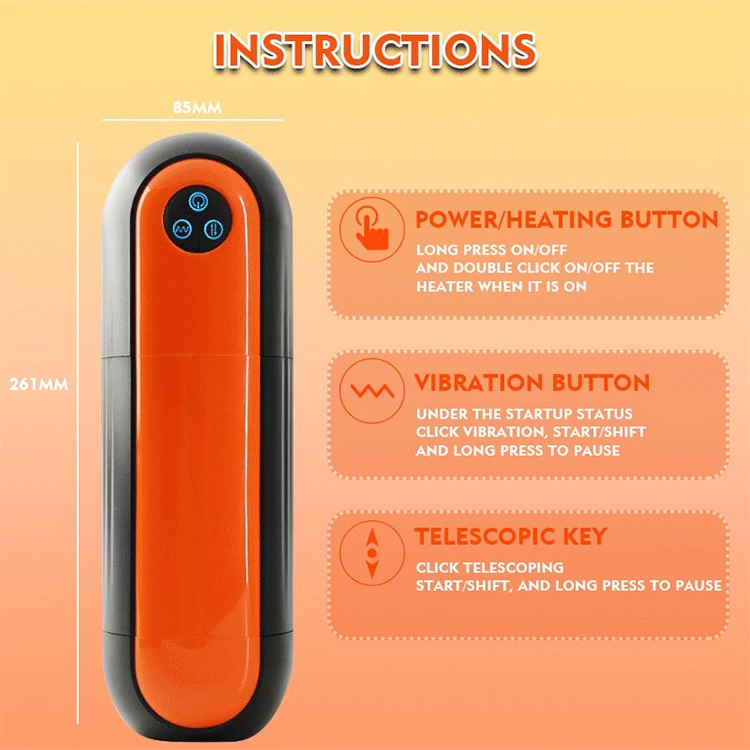 INSTRUCTIONS
85MM
261MM
POWER/HEATING BUTTON
LONG PRESS ON/OFF
AND DOUBLE CLICK ON/OFF THE
HEATER WHEN IT IS ON
VIBRATION BUTTON
UNDER THE STARTUP STATUS
CLICK VIBRATION, START/SHIFT
AND LONG PRESS TO PAUSE
TELESCOPIC KEY
CLICK TELESCOPING
START/SHIFT, AND LONG PRESS TO PAUSE